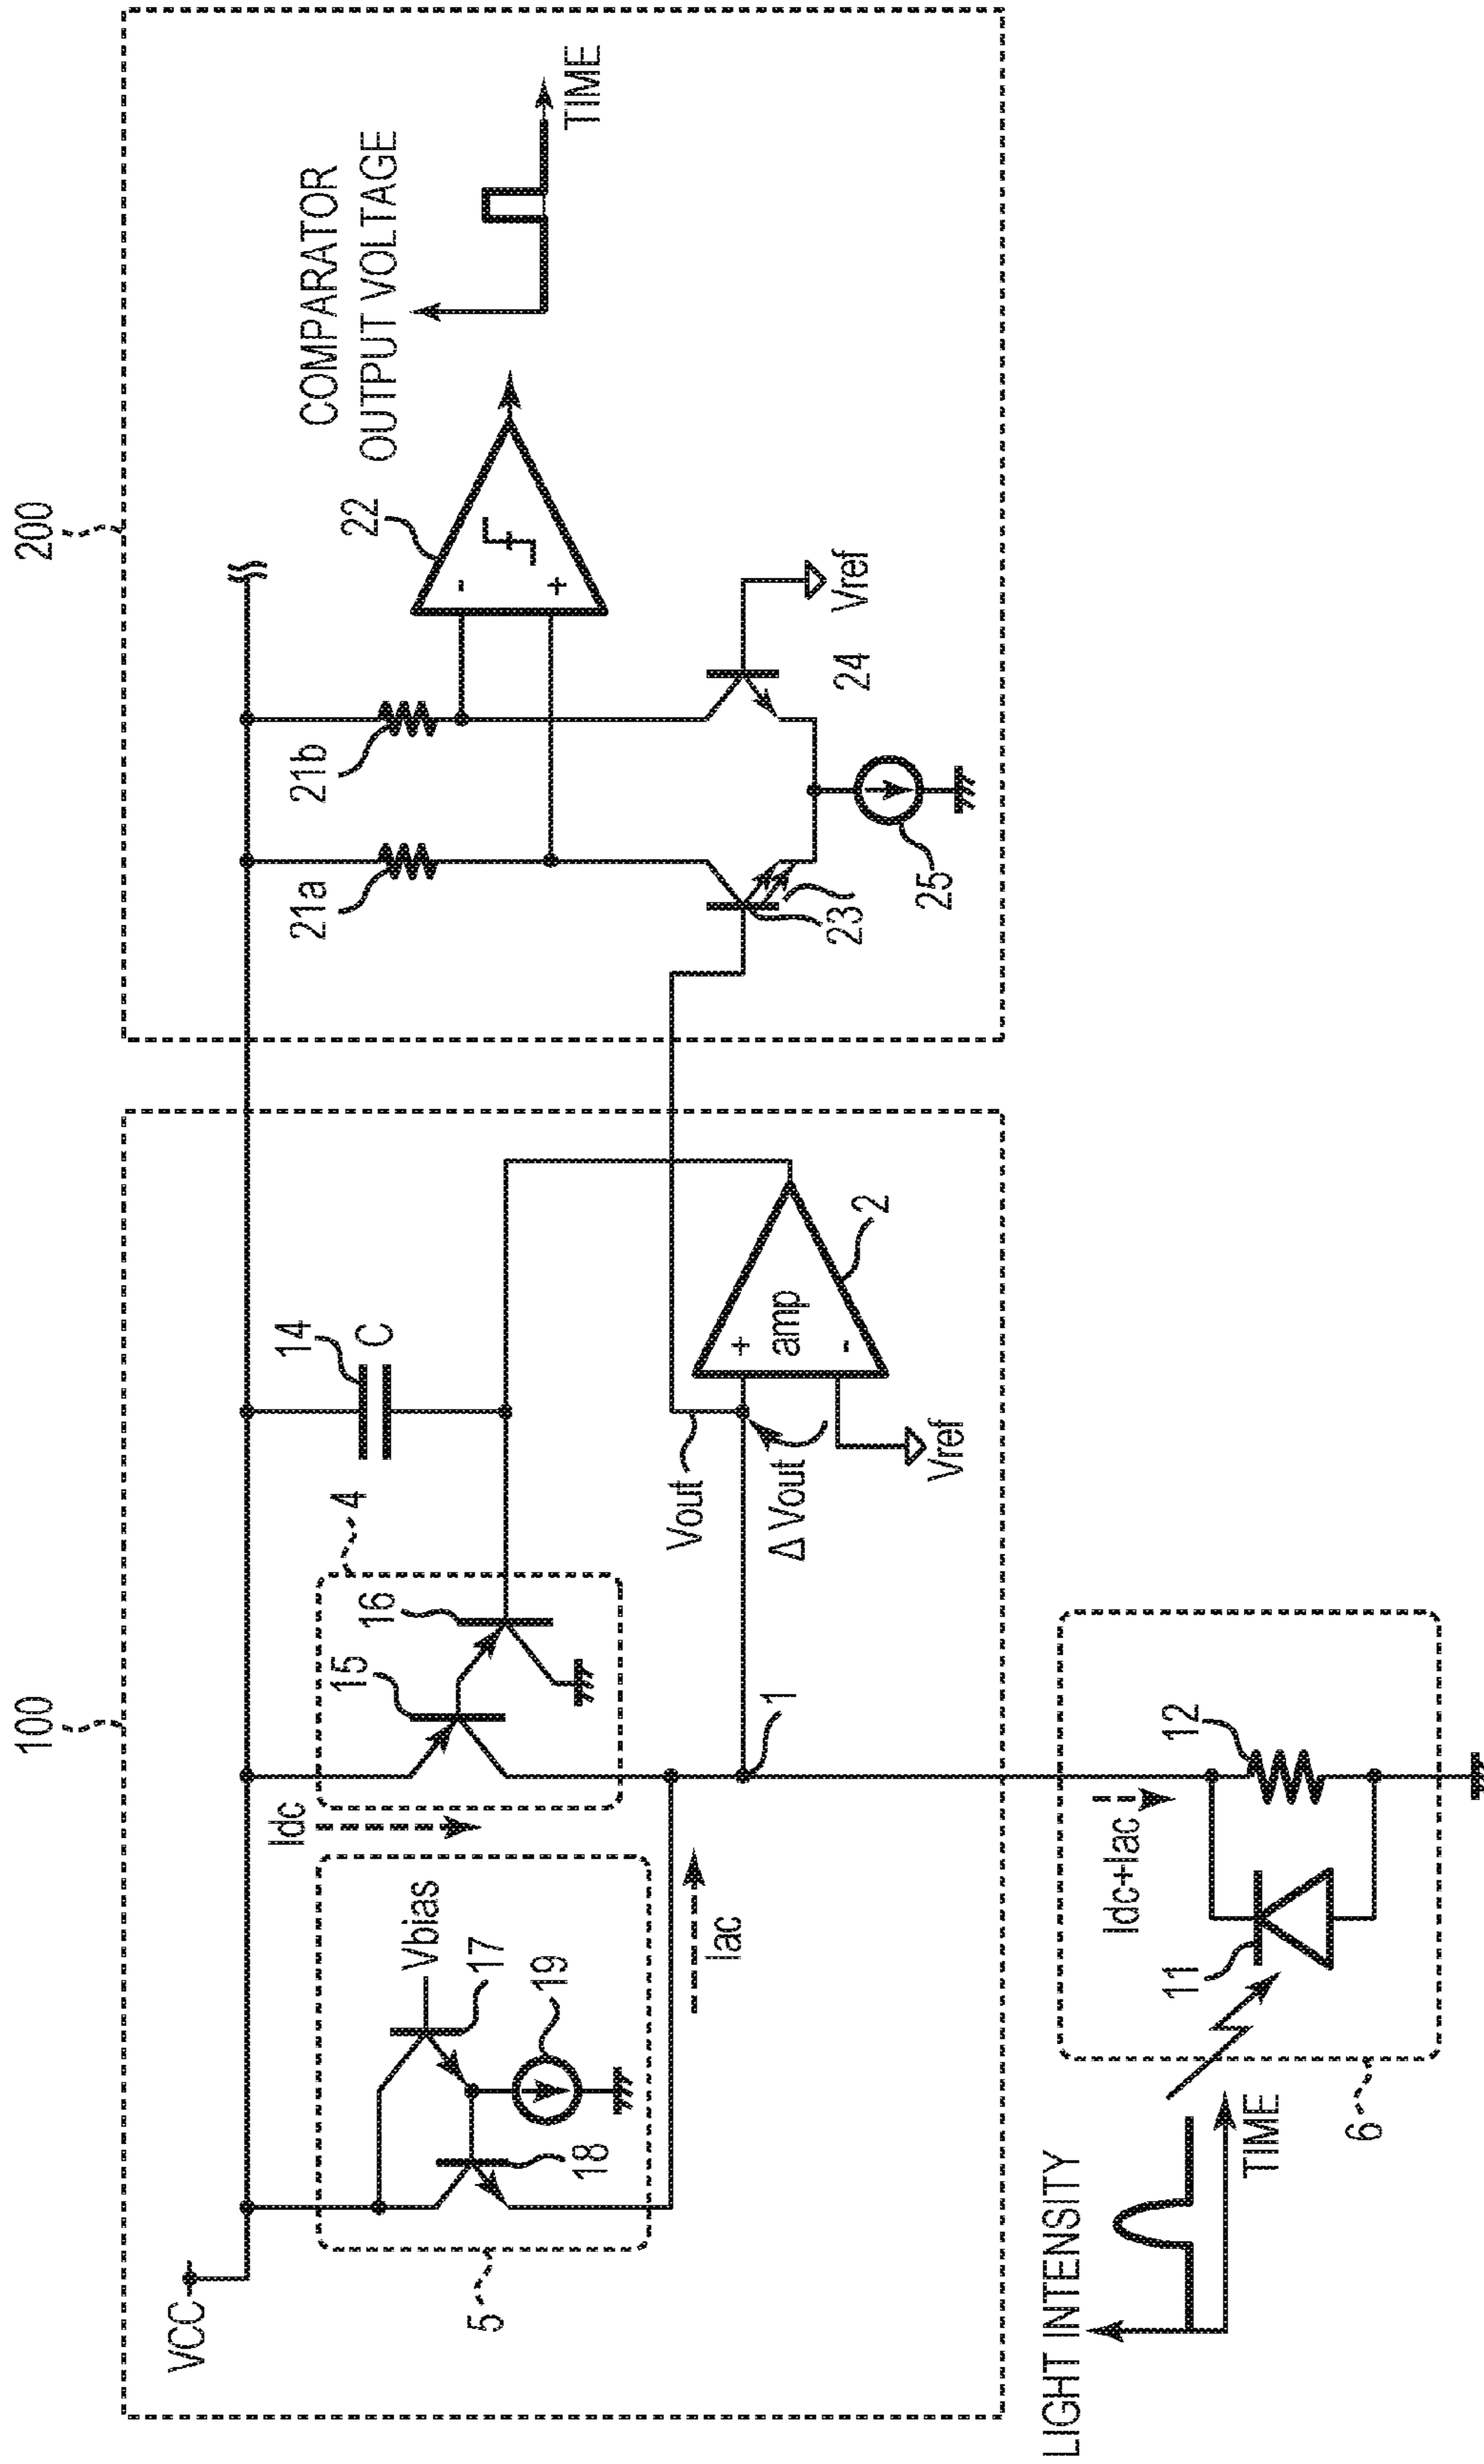 100
200
VCC
5
18
17
Vbias
19
Idc
Iac
15
16
4
14
C
1
Vout
Δ Vout
+
amp
-
2
Vref
21a
21b
22
-
+
COMPARATOR
OUTPUT VOLTAGE
TIME
23
24
Vref
25
LIGHT INTENSITY
TIME
6
11
Idc+Iac
12